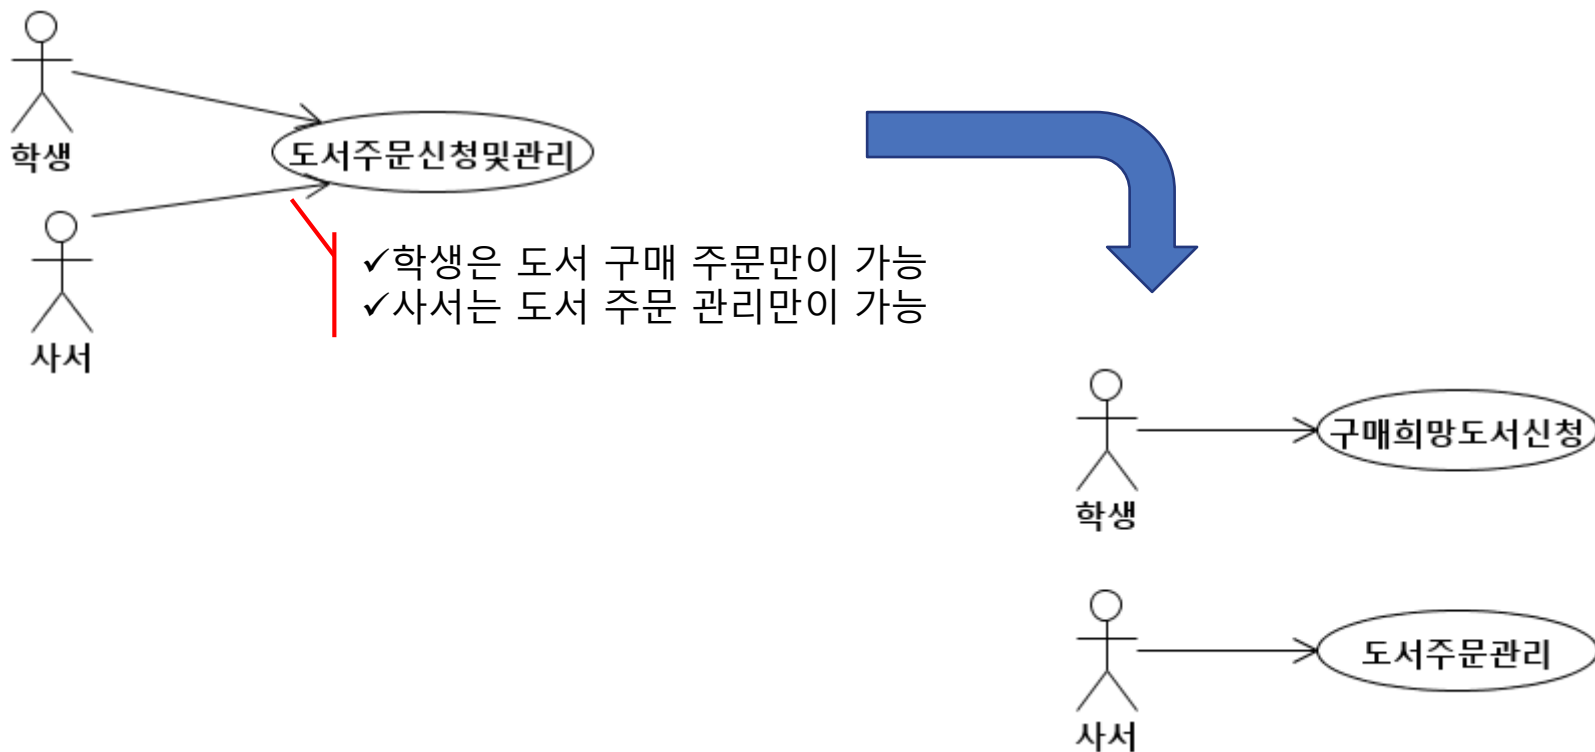 학생
도서주문신청및관리
사서
✓학생은 도서 구매 주문만이 가능
✓사서는 도서 주문 관리만이 가능
학생
구매희망도서신청
사서
도서주문관리